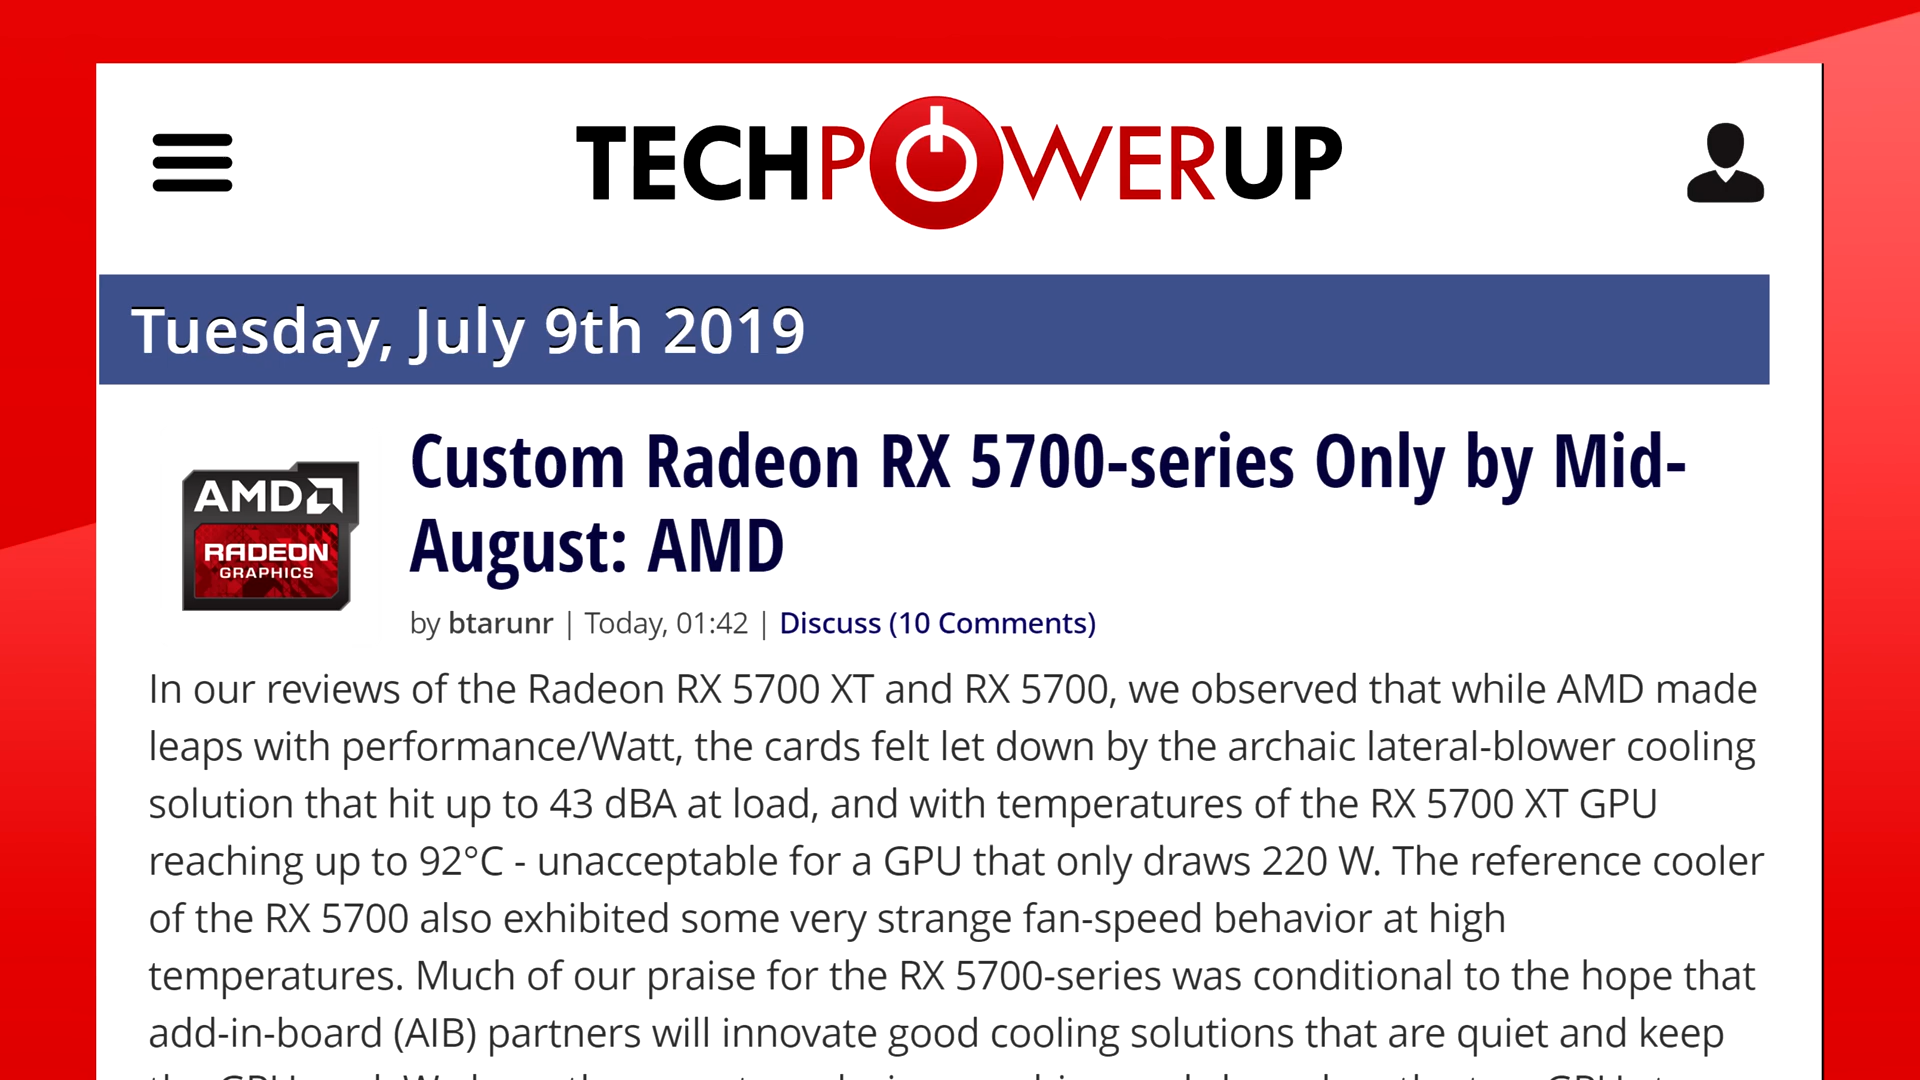 TECHPOWERUP
Tuesday, July 9th 2019
AMD
RADEON
GRAPHICS
Custom Radeon RX 5700-series Only by Mid-
August: AMD
by btarunr | Today, 01:42 | Discuss (10 Comments)
In our reviews of the Radeon RX 5700 XT and RX 5700, we observed that while AMD made
leaps with performance/Watt, the cards felt let down by the archaic lateral-blower cooling
solution that hit up to 43 dBA at load, and with temperatures of the RX 5700 XT GPU
reaching up to 92°C - unacceptable for a GPU that only draws 220 W. The reference cooler
of the RX 5700 also exhibited some very strange fan-speed behavior at high
temperatures. Much of our praise for the RX 5700-series was conditional to the hope that
add-in-board (AIB) partners will innovate good cooling solutions that are quiet and keep